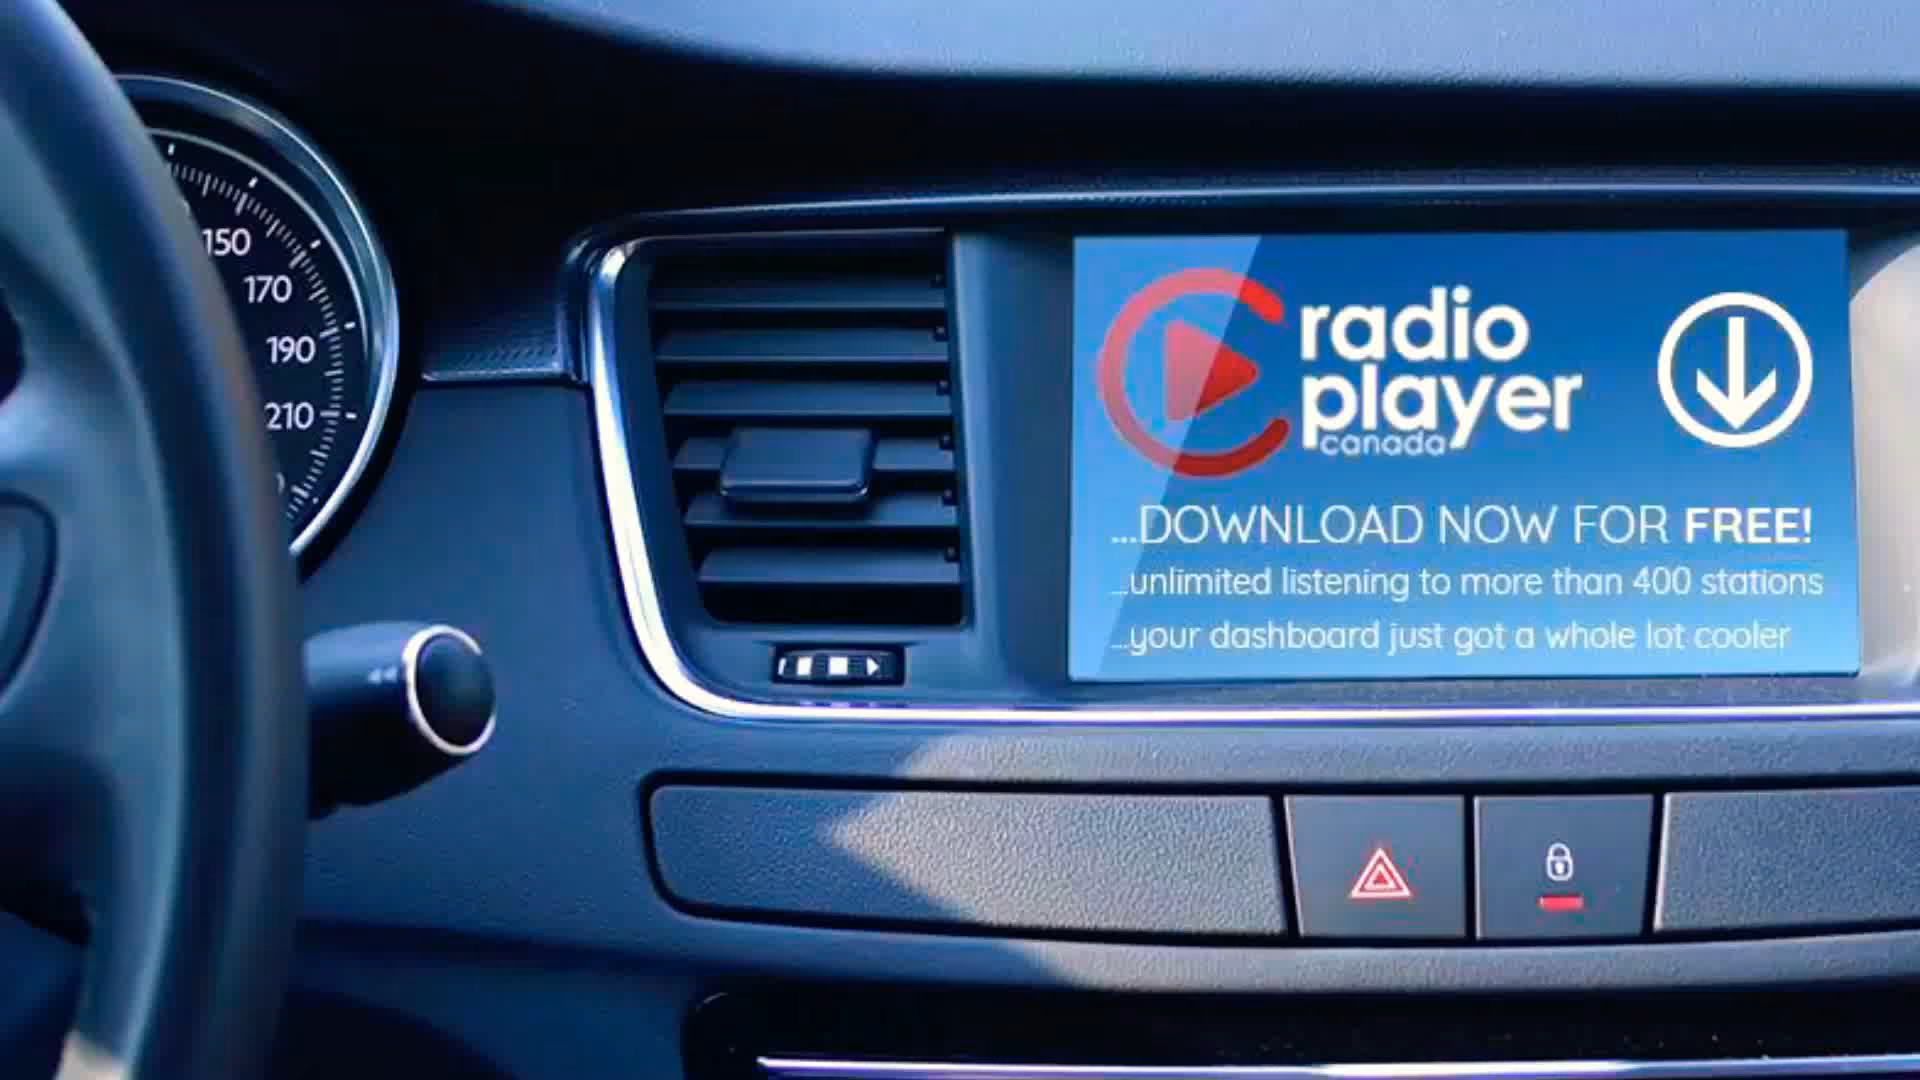 150
170
190
210
radio
player
canada
...DOWNLOAD NOW FOR FREE!
...unlimited listening to more than 400 stations
...your dashboard just got a whole lot cooler